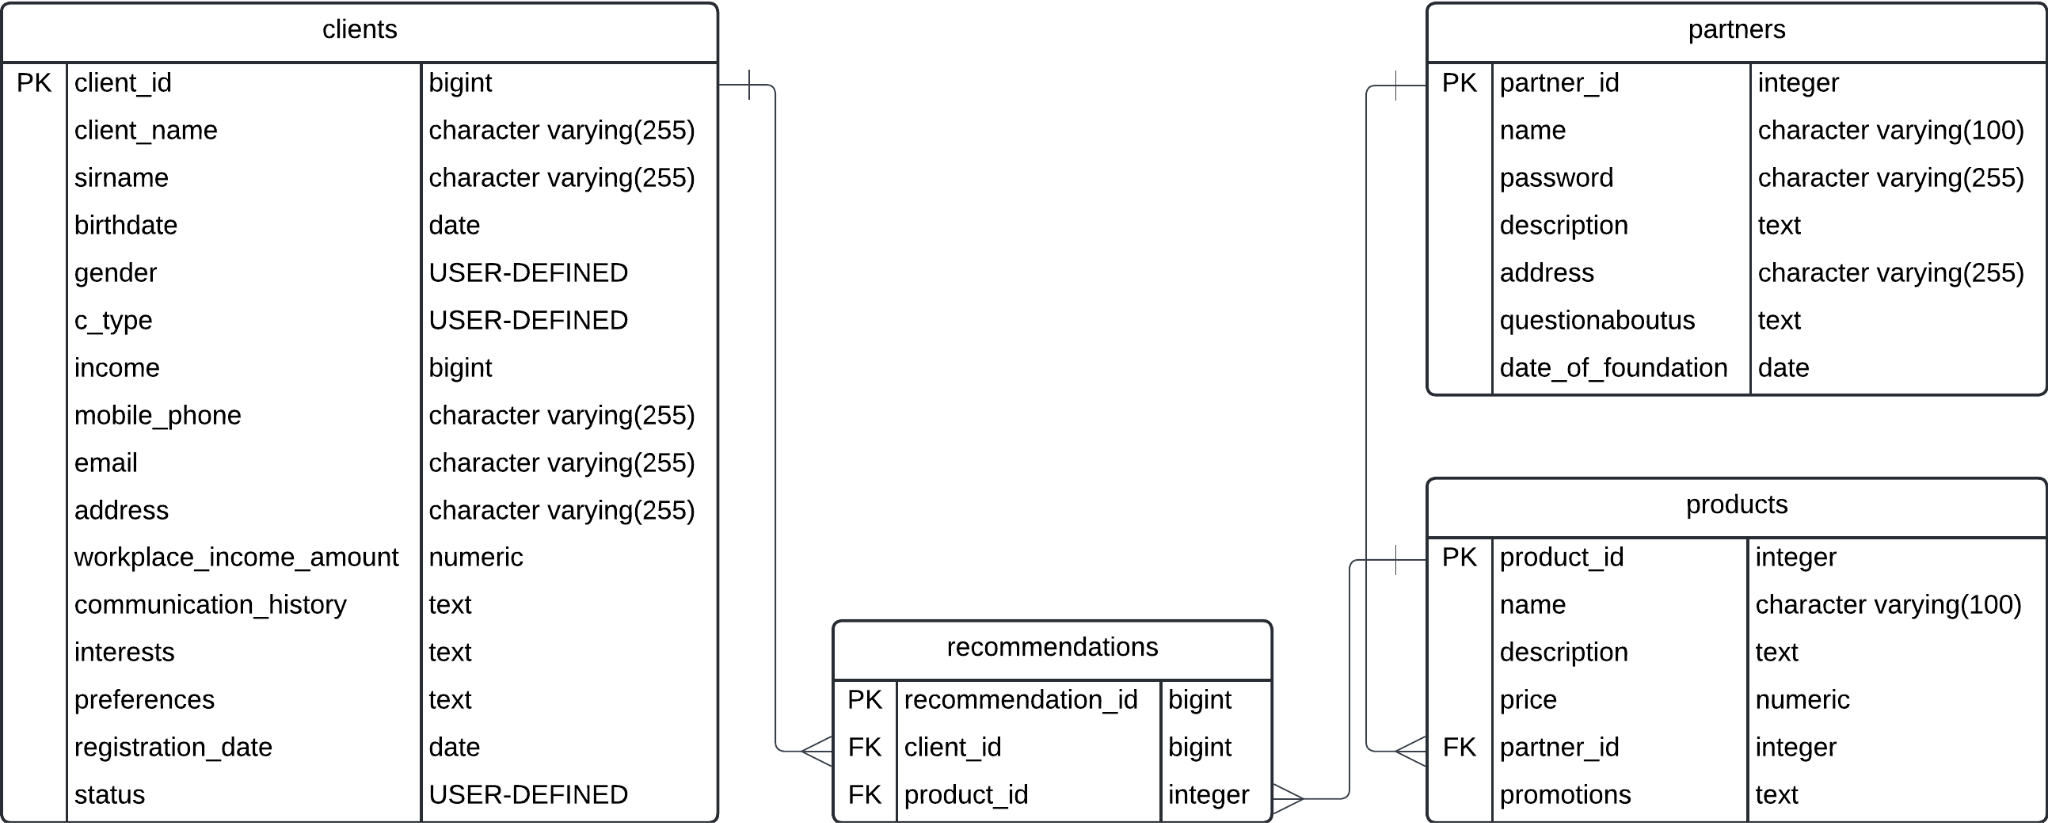 clients
PK client_id bigint
client_name character varying(255)
sirname character varying(255)
birthdate date
gender USER-DEFINED
c_type USER-DEFINED
income bigint
mobile_phone character varying(255)
email character varying(255)
address character varying(255)
workplace_income_amount numeric
communication_history text
interests text
preferences text
registration_date date
status USER-DEFINED
recommendations
PK recommendation_id bigint
FK client_id bigint
FK product_id integer
partners
PK partner_id integer
name character varying(100)
password character varying(255)
description text
address character varying(255)
questionaboutus text
date_of_foundation date
products
PK product_id integer
name character varying(100)
description text
price numeric
FK partner_id integer
promotions text